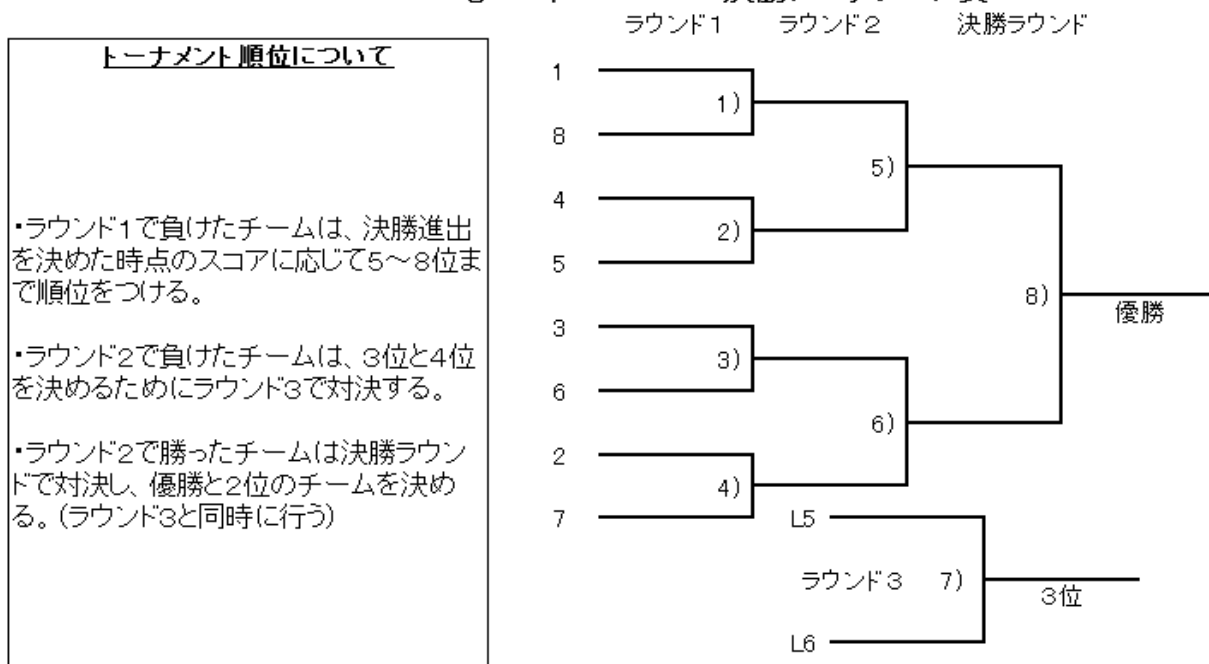 ラウンド1 ラウンド2 決勝ラウンド
トーナメント順位について
・ラウンド1で負けたチームは、決勝進出
を決めた時点のスコアに応じて5～8位ま
で順位をつける。
・ラウンド2で負けたチームは、3位と4位
を決めるためにラウンド3で対決する。
・ラウンド2で勝ったチームは決勝ラウン
ドで対決し、優勝と2位のチームを決め
る。(ラウンド3と同時に行う)
1
1)
8
5)
4
2)
5
8)
優勝
3
3)
6
6)
2
4)
7
L5
ラウンド3 7)
3位
L6